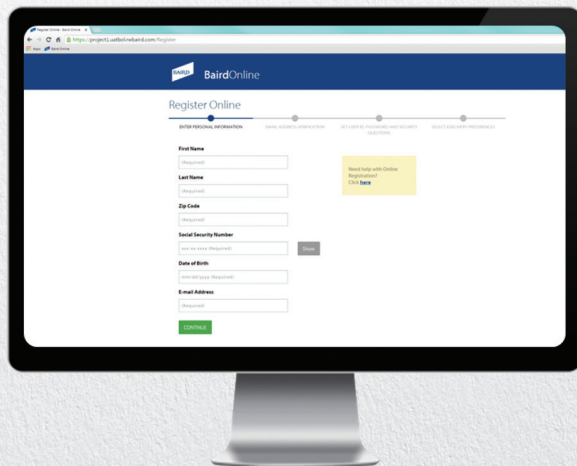 Register Online - Baird Online
https://project1.uatbol.rwbaird.com/Register
Apps Baird Online
BAIRD BairdOnline
Register Online
ENTER PERSONAL INFORMATION EMAIL ADDRESS VERIFICATION SET USER ID, PASSWORD AND SECURITY QUESTIONS SELECT EDELIVERY PREFERENCES
First Name
(Required)
Need help with Online
Registration?
Click here
Last Name
(Required)
Zip Code
(Required)
Social Security Number
xxx-xx-xxxx (Required) Show
Date of Birth
mm/dd/yyyy (Required)
E-mail Address
(Required)
CONTINUE